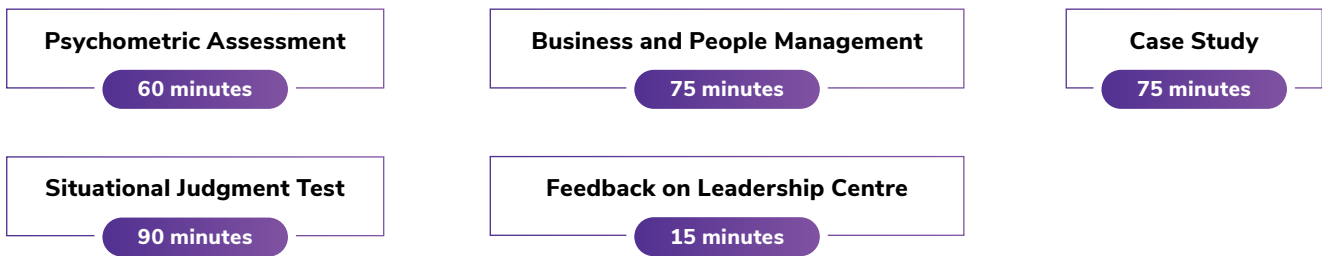 Psychometric Assessment
60 minutes
Business and People Management
75 minutes
Case Study
75 minutes
Situational Judgment Test
90 minutes
Feedback on Leadership Centre
15 minutes